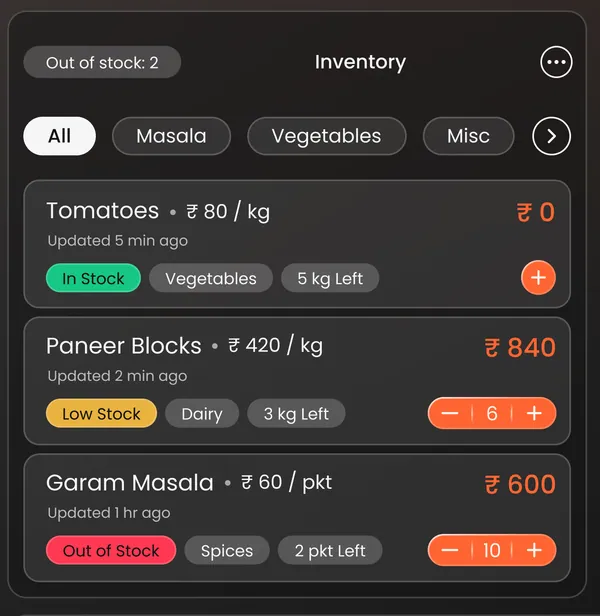 Out of stock: 2 Inventory
All Masala Vegetables Misc
Tomatoes • ₹ 80 / kg ₹ 0
Updated 5 min ago
In Stock Vegetables 5 kg Left +
Paneer Blocks • ₹ 420 / kg ₹ 840
Updated 2 min ago
Low Stock Dairy 3 kg Left — 6 +
Garam Masala • ₹ 60 / pkt ₹ 600
Updated 1 hr ago
Out of Stock Spices 2 pkt Left — 10 +